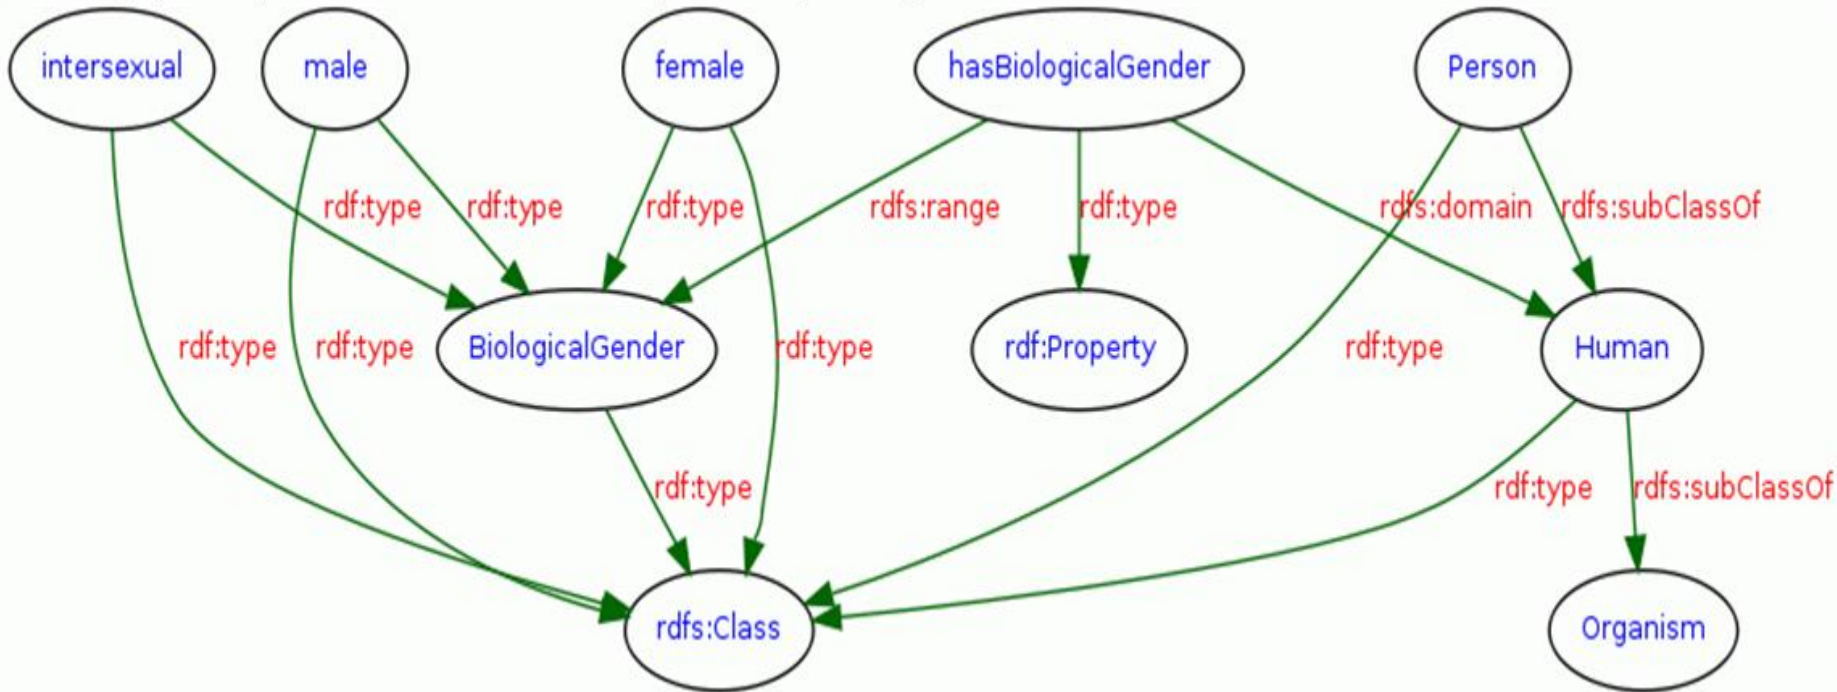 intersexual
male
female
hasBiologicalGender
Person
rdf:type
rdf:type
rdf:type
rdfs:range
rdf:type
rdfs:domain
rdfs:subClassOf
rdf:type
rdf:type
BiologicalGender
rdf:type
rdf:Property
rdf:type
Human
rdf:type
rdf:type
rdfs:subClassOf
rdfs:Class
Organism